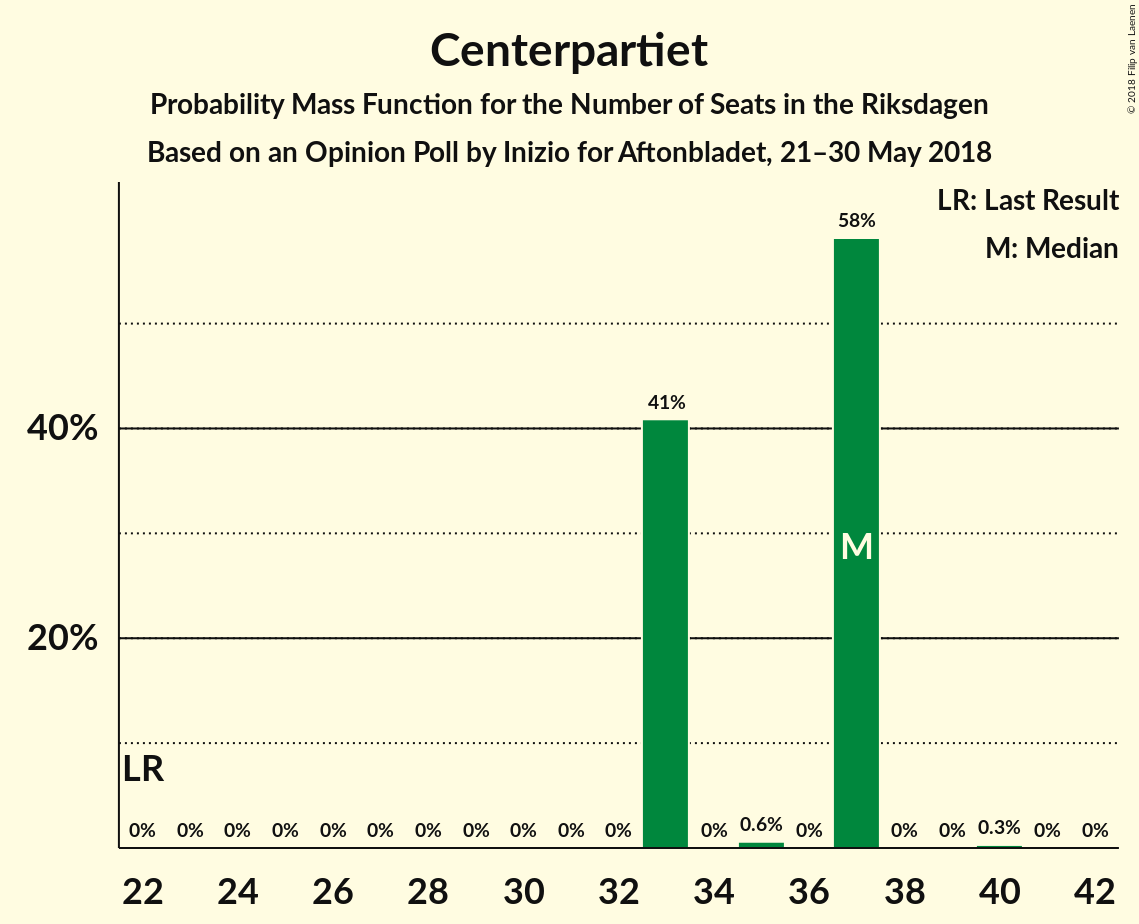 Centerpartiet
Probability Mass Function for the Number of Seats in the Riksdagen
Based on an Opinion Poll by Inizio for Aftonbladet, 21–30 May 2018
© 2018 Filip van Laenen
LR: Last Result
M: Median
58%
41%
40%
M
20%
LR
0% 0% 0% 0% 0% 0% 0% 0% 0% 0% 0% 0% 0.6% 0% 0% 0% 0.3% 0% 0%
22 24 26 28 30 32 34 36 38 40 42